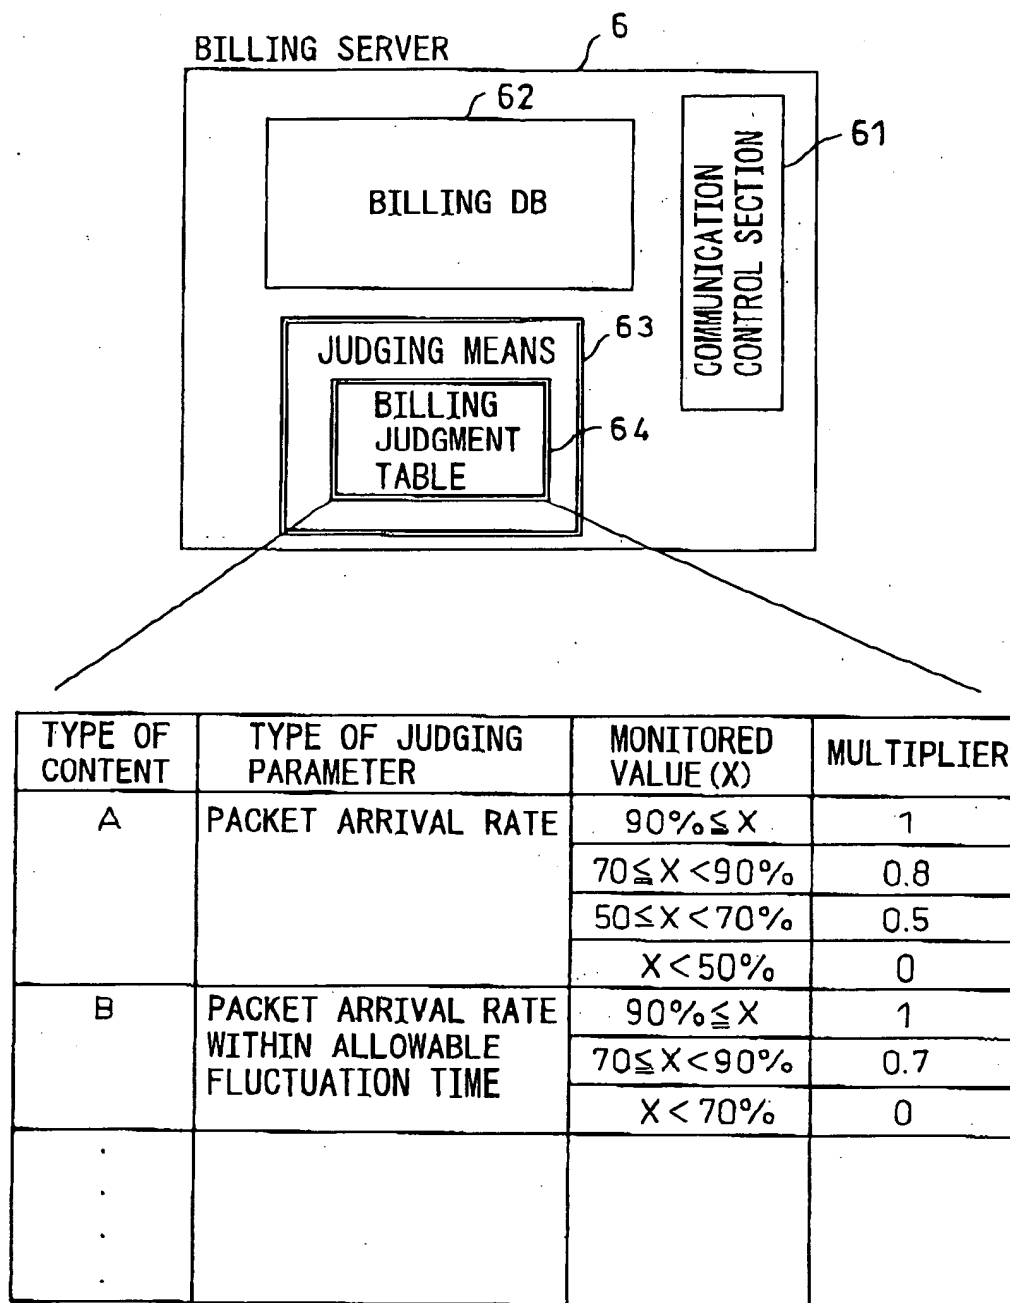 BILLING SERVER
6
62
BILLING DB
61
COMMUNICATION
CONTROL SECTION
63
JUDGING MEANS
BILLING
JUDGMENT
TABLE
64
TYPE OF
CONTENT
TYPE OF JUDGING
PARAMETER
MONITORED
VALUE (X)
MULTIPLIER
A
PACKET ARRIVAL RATE
90%≦X
1
70≦X<90%
0.8
50≦X<70%
0.5
X<50%
0
B
PACKET ARRIVAL RATE
WITHIN ALLOWABLE
FLUCTUATION TIME
90%≦X
1
70≦X<90%
0.7
X<70%
0